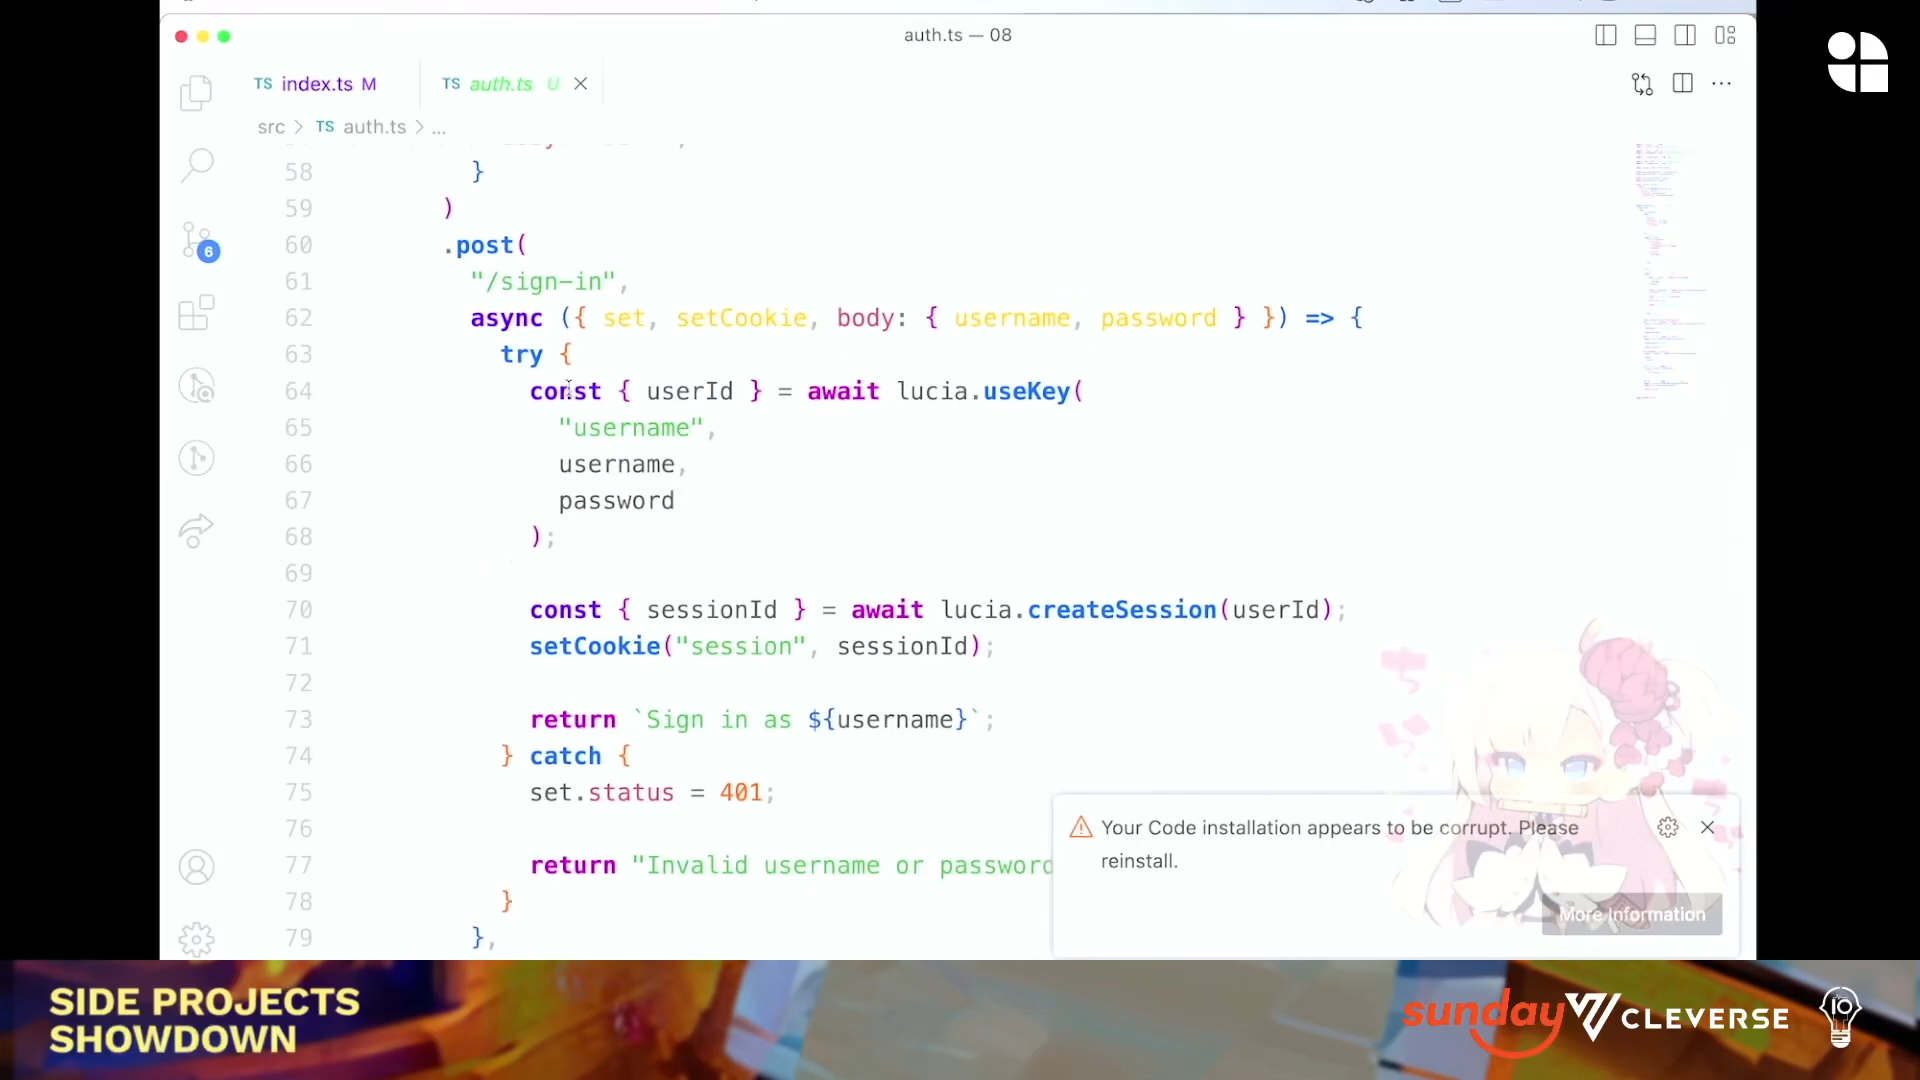 auth.ts — 08
TS index.ts M
TS auth.ts U
src > TS auth.ts > ...
58 }
59 )
60 .post(
61 "/sign-in",
62 async ({ set, setCookie, body: { username, password } }) => {
63 try {
64 const { userId } = await lucia.useKey(
65 "username",
66 username,
67 password
68 );
69
70 const { sessionId } = await lucia.createSession(userId);
71 setCookie("session", sessionId);
72
73 return `Sign in as ${username}`;
74 } catch {
75 set.status = 401;
76
77 return "Invalid username or password
78 }
79 },
6
Your Code installation appears to be corrupt. Please
reinstall.
More Information
SIDE PROJECTS
SHOWDOWN
sunday
CLEVERSE
IO